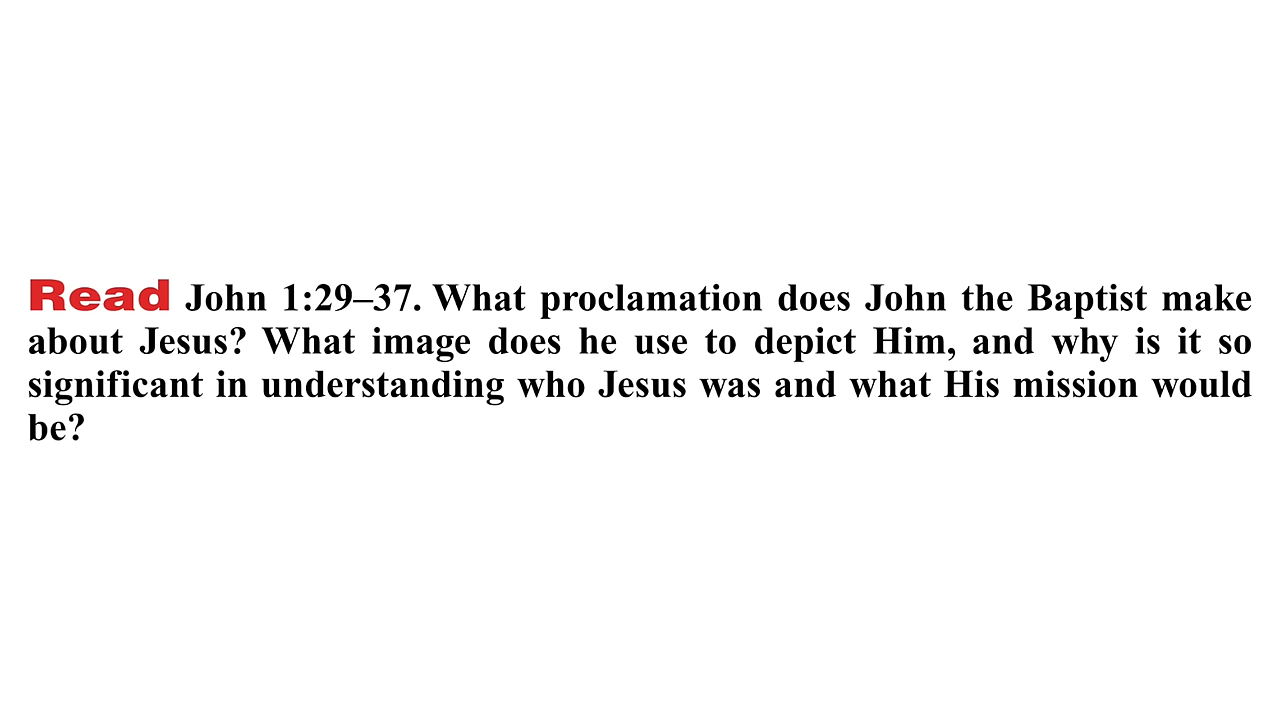 Read John 1:29–37. What proclamation does John the Baptist make
about Jesus? What image does he use to depict Him, and why is it so
significant in understanding who Jesus was and what His mission would
be?